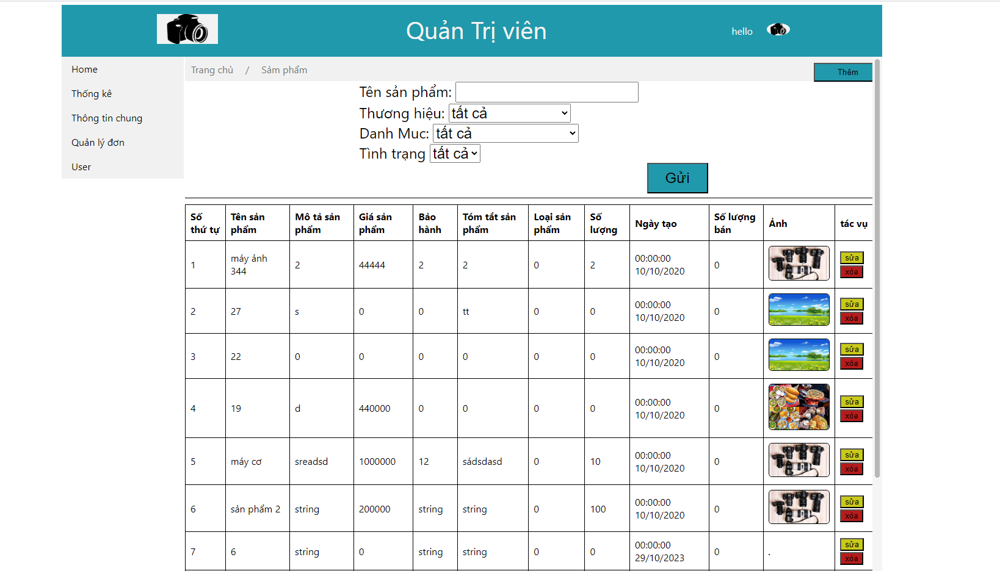 Quản Trị viên
hello
Home
Thống kê
Thông tin chung
Quản lý đơn
User
Trang chủ / Sảm phẩm
Thêm
Tên sản phẩm:
Thương hiệu: tất cả
Danh Muc: tất cả
Tình trạng tất cả
Gửi
Số thứ tự Tên sản phẩm Mô tả sản phẩm Giá sản phẩm Bảo hành Tóm tắt sản phẩm Loại sản phẩm Số lượng Ngày tạo Số lượng bán Ảnh tác vụ
1 máy ảnh 344 2 44444 2 2 0 2 00:00:00 10/10/2020 0 sửa xóa
2 27 s 0 0 tt 0 0 00:00:00 10/10/2020 0 sửa xóa
3 22 0 0 0 0 0 0 00:00:00 10/10/2020 0 sửa xóa
4 19 d 440000 0 0 0 0 00:00:00 10/10/2020 0 sửa xóa
5 máy cơ sreadsd 1000000 12 sádsdasd 0 10 00:00:00 10/10/2020 0 sửa xóa
6 sản phẩm 2 string 200000 string string 0 100 00:00:00 10/10/2020 0 sửa xóa
7 6 string 0 string string 0 0 00:00:00 29/10/2023 0 . sửa xóa